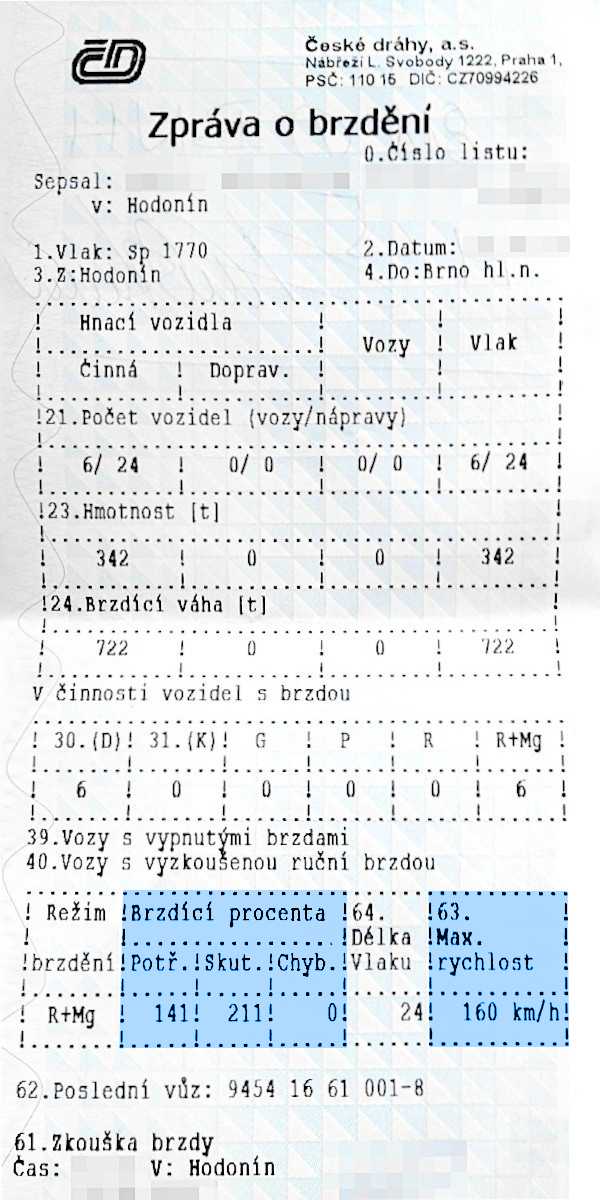 ČD
České dráhy, a.s.
Nábřeží L. Svobody 1222, Praha 1,
PSČ: 110 15 DIČ: CZ70994226
Zpráva o brzdění
0.Číslo listu:
Sepsal:
v: Hodonín
1.Vlak: Sp 1770 2.Datum:
3.Z:Hodonín 4.Do:Brno hl.n.
! Hnací vozidla ! ! !
! ! Vozy ! Vlak !
! Činná ! Doprav. ! ! !
!21.Počet vozidel (vozy/nápravy) !
! 6/ 24 ! 0/ 0 ! 0/ 0 ! 6/ 24 !
!23.Hmotnost [t] !
! 342 ! 0 ! 0 ! 342 !
!24.Brzdící váha [t] !
! 722 ! 0 ! 0 ! 722 !
V činnosti vozidel s brzdou
! 30.(D)! 31.(K)! G ! P ! R ! R+Mg !
! 6 ! 0 ! 0 ! 0 ! 0 ! 6 !
39.Vozy s vypnutými brzdami
40.Vozy s vyzkoušenou ruční brzdou
! Režim !Brzdící procenta !64. !63. !
! !Délka !Max. !
!brzdění!Potř.!Skut.!Chyb.!Vlaku !rychlost !
! R+Mg ! 141! 211! 0! 24! 160 km/h!
62.Poslední vůz: 9454 16 61 001-8
61.Zkouška brzdy
Čas: V: Hodonín